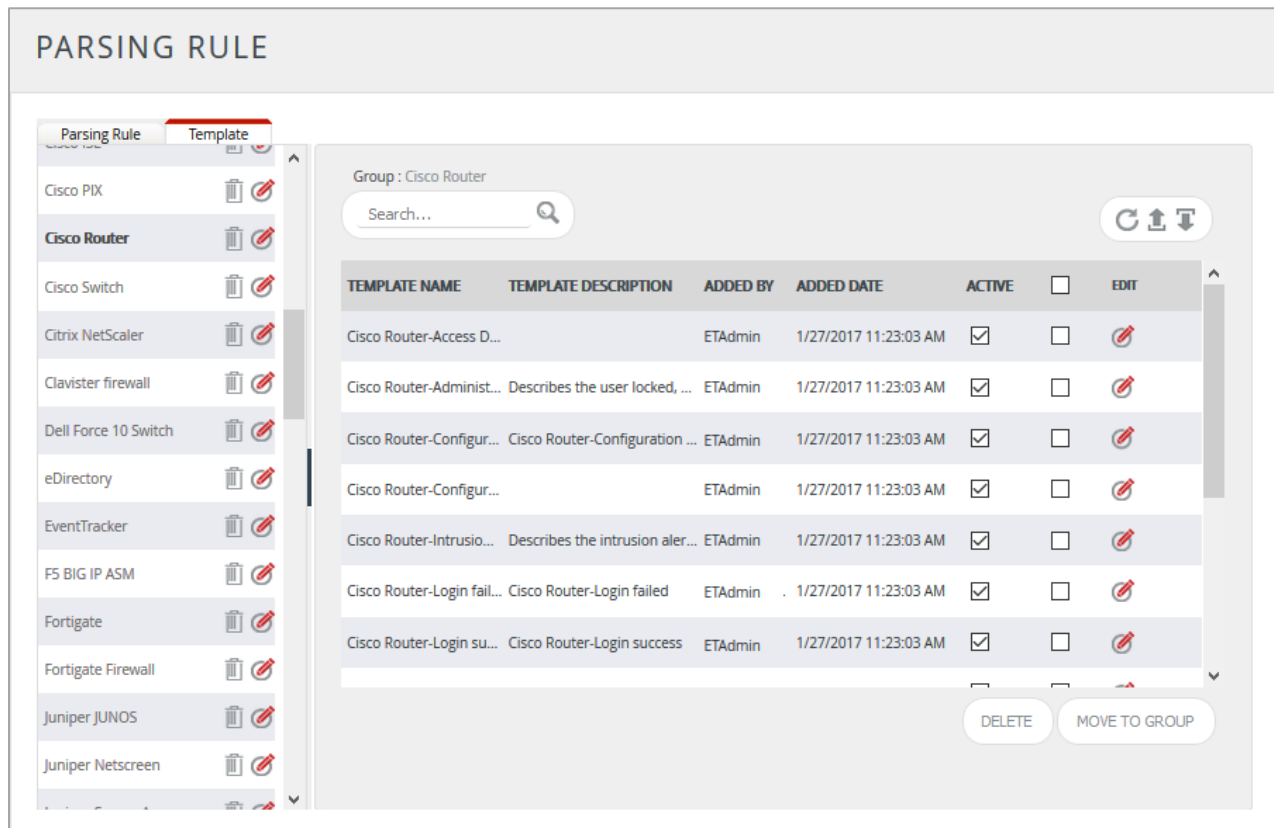 PARSING RULE
Parsing Rule Template
Cisco PIX
Cisco Router
Cisco Switch
Citrix NetScaler
Clavister firewall
Dell Force 10 Switch
eDirectory
EventTracker
F5 BIG IP ASM
Fortigate
Fortigate Firewall
Juniper JUNOS
Juniper Netscreen
Group : Cisco Router
Search...
TEMPLATE NAME TEMPLATE DESCRIPTION ADDED BY ADDED DATE ACTIVE EDIT
Cisco Router-Access D... ETAdmin 1/27/2017 11:23:03 AM
Cisco Router-Administ... Describes the user locked, ... ETAdmin 1/27/2017 11:23:03 AM
Cisco Router-Configur... Cisco Router-Configuration ... ETAdmin 1/27/2017 11:23:03 AM
Cisco Router-Configur... ETAdmin 1/27/2017 11:23:03 AM
Cisco Router-Intrusio... Describes the intrusion aler... ETAdmin 1/27/2017 11:23:03 AM
Cisco Router-Login fail... Cisco Router-Login failed ETAdmin . 1/27/2017 11:23:03 AM
Cisco Router-Login su... Cisco Router-Login success ETAdmin 1/27/2017 11:23:03 AM
DELETE MOVE TO GROUP